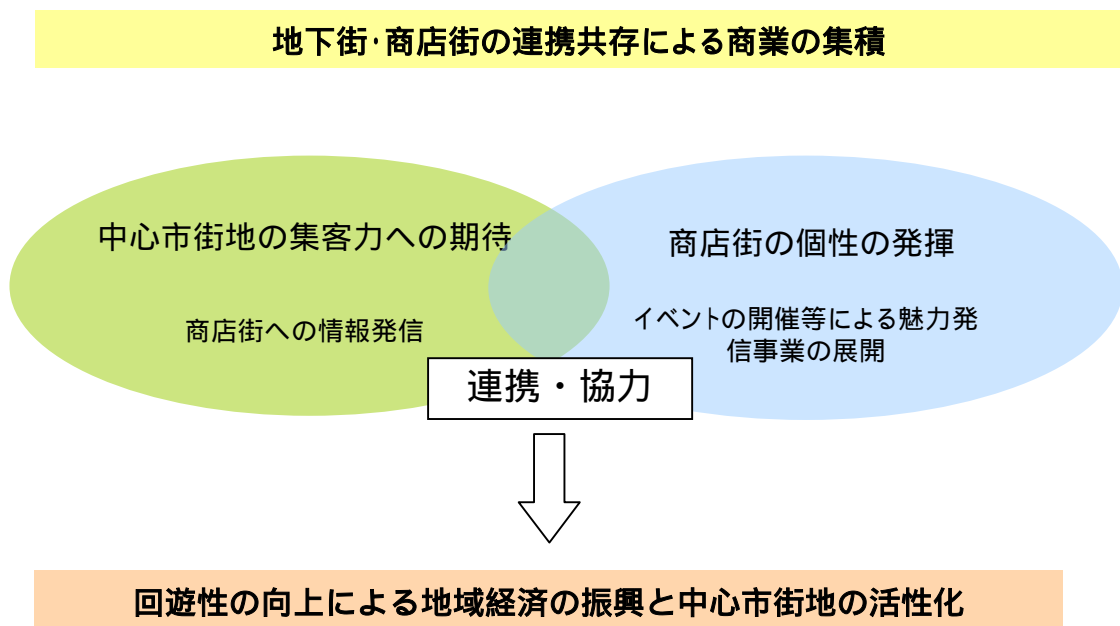 地下街･商店街の連携共存による商業の集積
中心市街地の集客力への期待
商店街への情報発信
商店街の個性の発揮
イベントの開催等による魅力発
信事業の展開
連携・協力
回遊性の向上による地域経済の振興と中心市街地の活性化